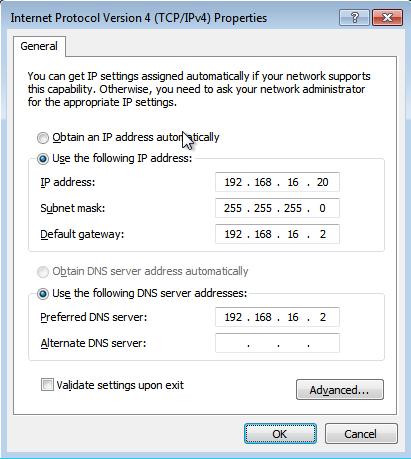 Internet Protocol Version 4 (TCP/IPv4) Properties
?
General
You can get IP settings assigned automatically if your network supports
this capability. Otherwise, you need to ask your network administrator
for the appropriate IP settings.
Obtain an IP address automatically
Use the following IP address:
IP address: 192 . 168 . 16 . 20
Subnet mask: 255 . 255 . 255 . 0
Default gateway: 192 . 168 . 16 . 2
Obtain DNS server address automatically
Use the following DNS server addresses:
Preferred DNS server: 192 . 168 . 16 . 2
Alternate DNS server: . . .
Validate settings upon exit
Advanced...
OK Cancel